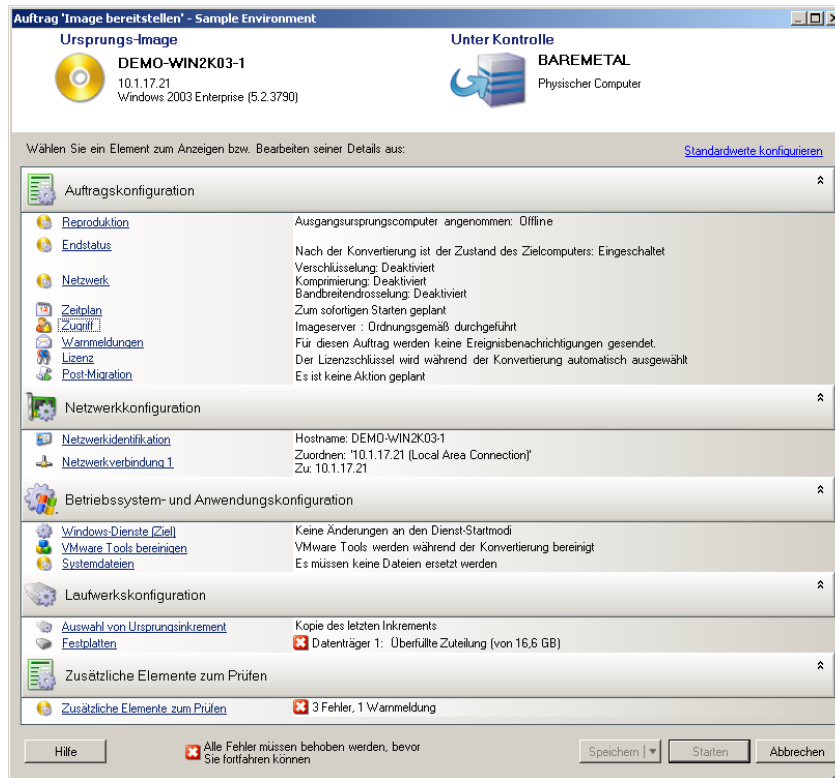 Auftrag 'Image bereitstellen' - Sample Environment
Ursprungs-Image
DEMO-WIN2K03-1
10.1.17.21
Windows 2003 Enterprise (5.2.3790)
Unter Kontrolle
BAREMETAL
Physischer Computer
Wählen Sie ein Element zum Anzeigen bzw. Bearbeiten seiner Details aus:
Standardwerte konfigurieren
Auftragskonfiguration
Reproduktion
Ausgangsursprungscomputer angenommen: Offline
Endstatus
Nach der Konvertierung ist der Zustand des Zielcomputers: Eingeschaltet
Netzwerk
Verschlüsselung: Deaktiviert
Komprimierung: Deaktiviert
Bandbreitendrosselung: Deaktiviert
Zeitplan
Zum sofortigen Starten geplant
Zugriff
Imageserver : Ordnungsgemäß durchgeführt
Warnmeldungen
Für diesen Auftrag werden keine Ereignisbenachrichtigungen gesendet.
Lizenz
Der Lizenzschlüssel wird während der Konvertierung automatisch ausgewählt
Post-Migration
Es ist keine Aktion geplant
Netzwerkkonfiguration
Netzwerkidentifikation
Hostname: DEMO-WIN2K03-1
Netzwerkverbindung 1
Zuordnen: '10.1.17.21 (Local Area Connection)'
Zu: 10.1.17.21
Betriebssystem- und Anwendungskonfiguration
Windows-Dienste (Ziel)
Keine Änderungen an den Dienst-Startmodi
VMware Tools bereinigen
VMware Tools werden während der Konvertierung bereinigt
Systemdateien
Es müssen keine Dateien ersetzt werden
Laufwerkskonfiguration
Auswahl von Ursprungsinkrement
Kopie des letzten Inkrements
Festplatten
Datenträger 1: Überfüllte Zuteilung (von 16,6 GB)
Zusätzliche Elemente zum Prüfen
Zusätzliche Elemente zum Prüfen
3 Fehler, 1 Warnmeldung
Hilfe
Alle Fehler müssen behoben werden, bevor
Sie fortfahren können
Speichern
Starten
Abbrechen